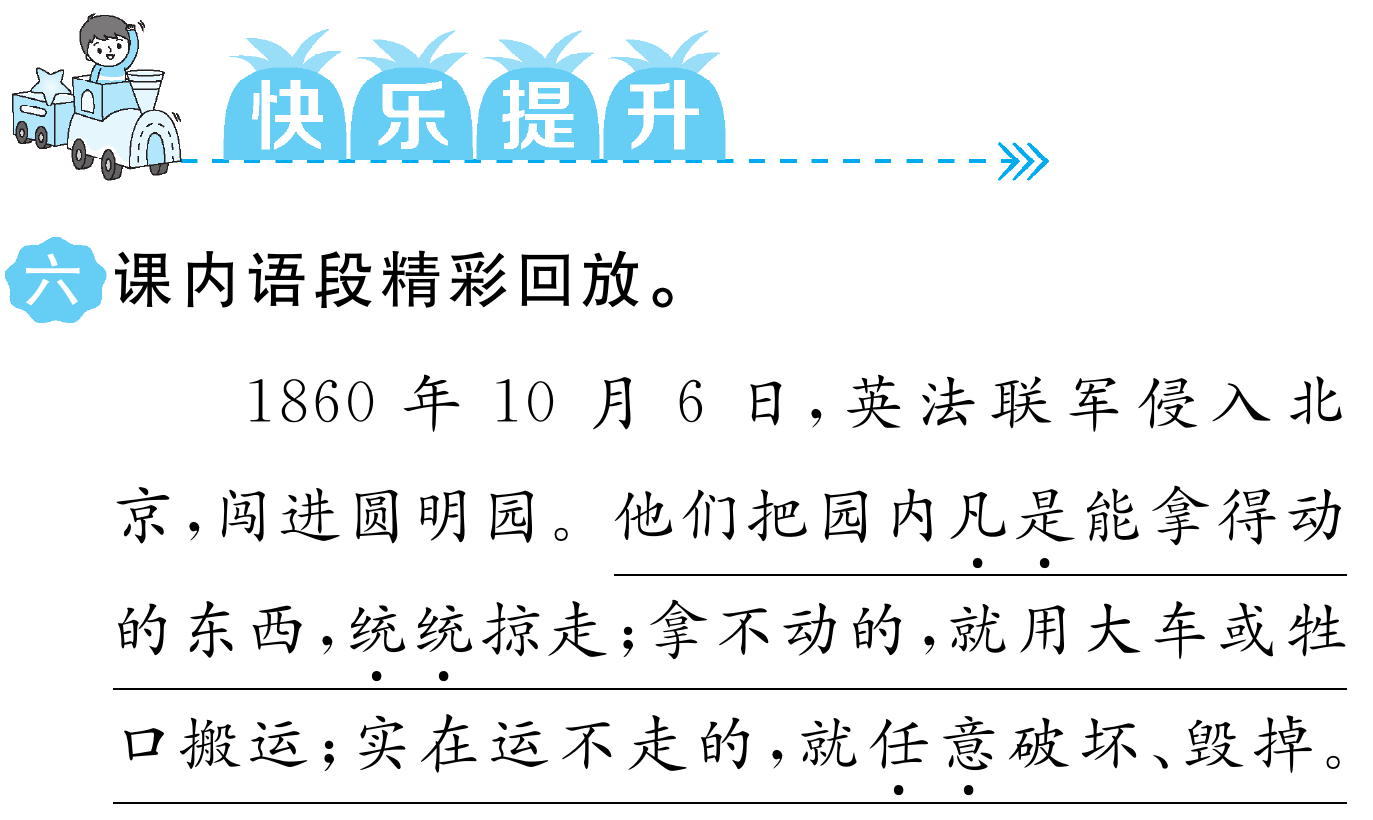 快乐提升
六 课内语段精彩回放。
1860 年 10 月 6 日,英法联军侵入北
京,闯进圆明园。他们把园内凡是能拿得动
的东西,统统掠走;拿不动的,就用大车或牲
口搬运;实在运不走的,就任意破坏、毁掉。